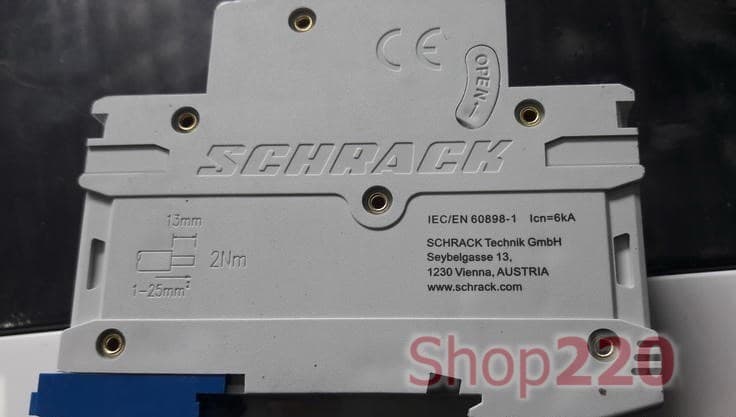 CE
OPEN
SCHRACK
13mm
2Nm
1-25mm²
IEC/EN 60898-1 Icn=6kA
SCHRACK Technik GmbH
Seybelgasse 13,
1230 Vienna, AUSTRIA
www.schrack.com
Shop220